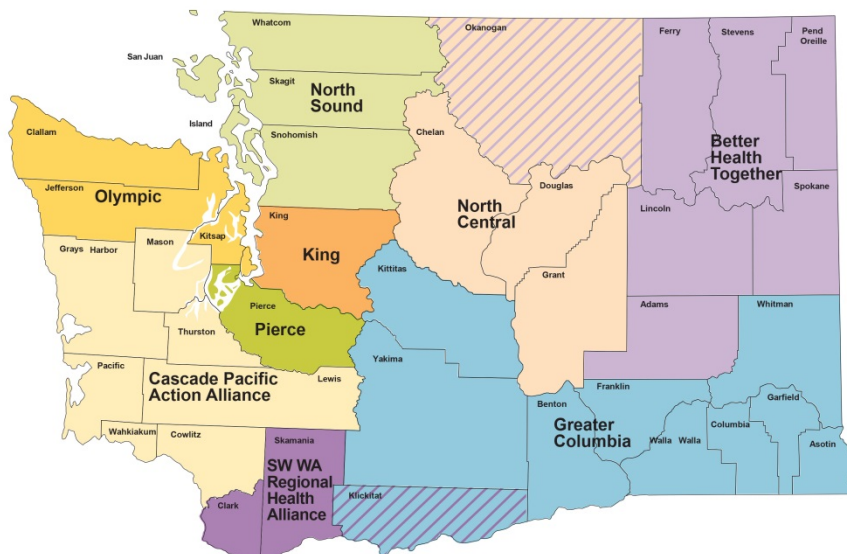 Whatcom
Okanogan
Ferry
Stevens
Pend
Oreille
San Juan
Skagit
North
Sound
Island
Snohomish
Clallam
Chelan
Better
Health
Together
Jefferson
Olympic
Douglas
Spokane
North
Central
Lincoln
King
King
Kitsap
Mason
Grays Harbor
Kittitas
Grant
Adams
Whitman
Pierce
Pierce
Thurston
Yakima
Pacific
Cascade Pacific
Action Alliance
Lewis
Benton
Franklin
Greater
Columbia
Garfield
Columbia
Walla Walla
Asotin
Wahkiakum
Cowlitz
Skamania
SW WA
Regional
Health
Alliance
Clark
Klickitat